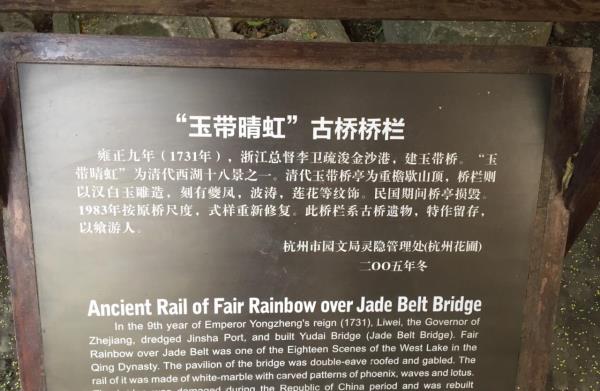 “玉带晴虹”古桥桥栏
雍正九年（1731年），浙江总督李卫疏浚金沙港，建玉带桥。“玉
带晴虹”为清代西湖十八景之一。清代玉带桥亭为重檐歇山顶，桥栏则
以汉白玉雕造，刻有夔凤，波涛，莲花等纹饰。民国期间桥亭损毁。
1983年按原桥尺度，式样重新修复。此桥栏系古桥遗物，特作留存，
以飨游人。
杭州市园文局灵隐管理处(杭州花圃)
二〇〇五年冬
Ancient Rail of Fair Rainbow over Jade Belt Bridge
In the 9th year of Emperor Yongzheng's reign (1731), Liwei, the Governor of
Zhejiang, dredged Jinsha Port, and built Yudai Bridge (Jade Belt Bridge). Fair
Rainbow over Jade Belt was one of the Eighteen Scenes of the West Lake in the
Qing Dynasty. The pavilion of the bridge was double-eave roofed and gabled. The
rail of it was made of white-marble with carved patterns of phoenix, waves and lotus.
damaged during the Republic of China period and was rebuilt